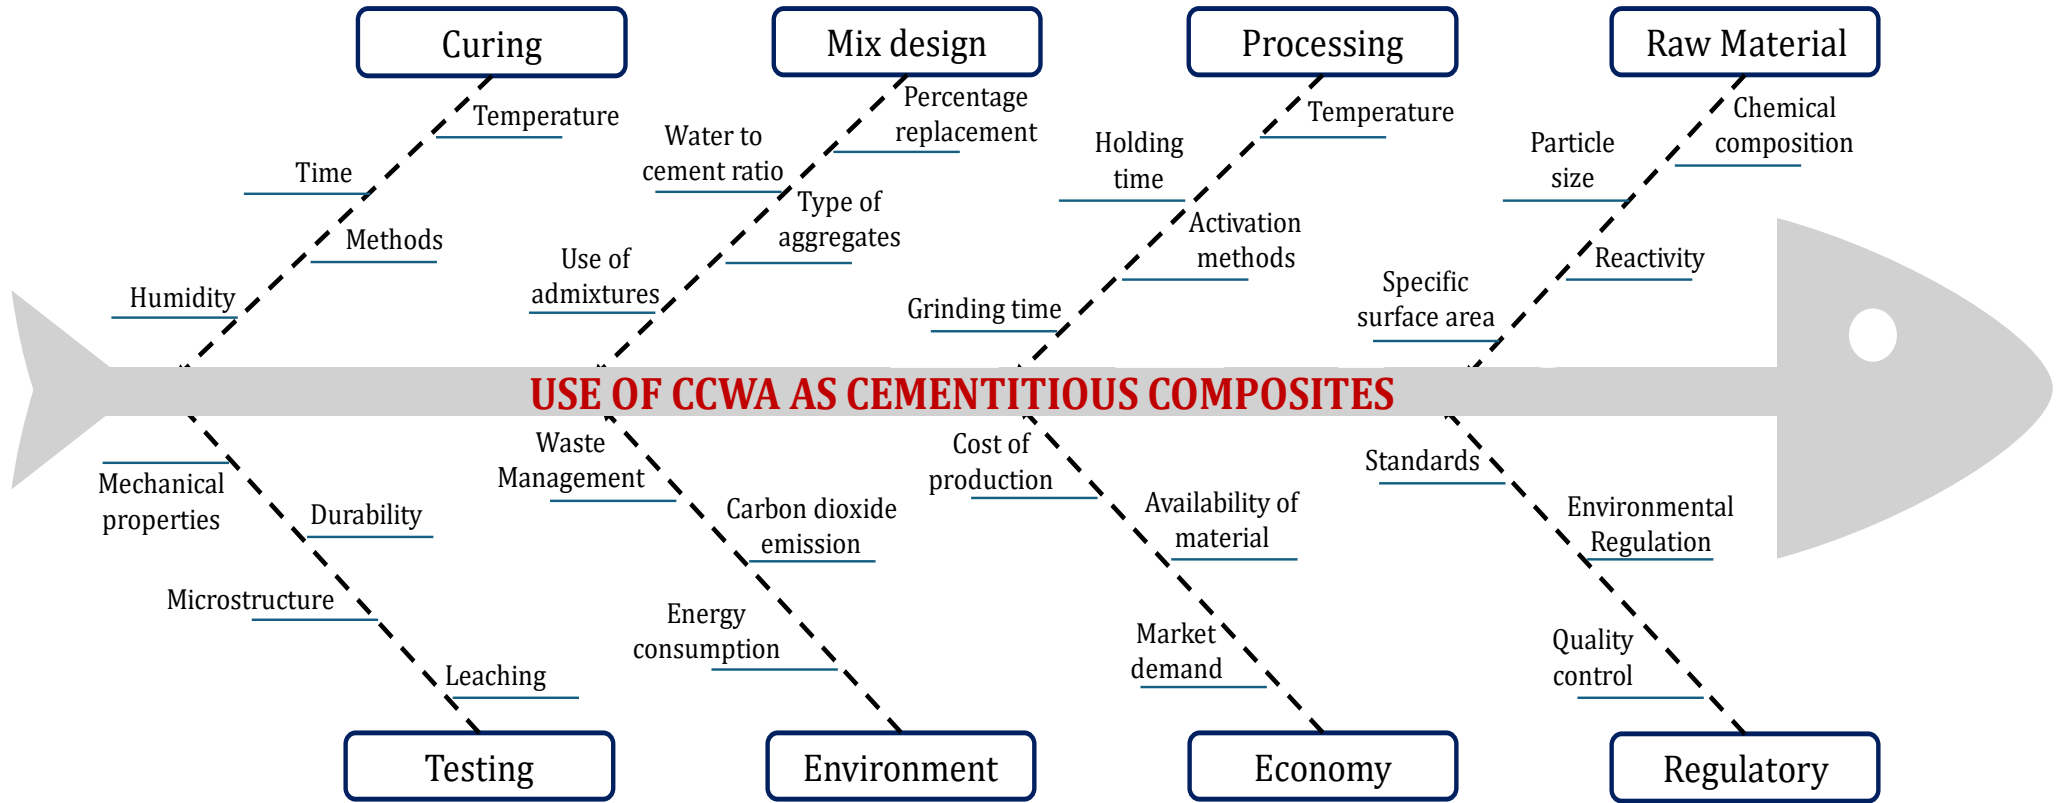 Curing
Mix design
Processing
Raw Material
Temperature
Time
Methods
Humidity
Percentage
replacement
Water to
cement ratio
Type of
aggregates
Use of
admixtures
Temperature
Holding
time
Activation
methods
Grinding time
Chemical
composition
Particle
size
Reactivity
Specific
surface area
USE OF CCWA AS CEMENTITIOUS COMPOSITES
Mechanical
properties
Durability
Microstructure
Leaching
Waste
Management
Carbon dioxide
emission
Energy
consumption
Cost of
production
Availability of
material
Market
demand
Standards
Environmental
Regulation
Quality
control
Testing
Environment
Economy
Regulatory